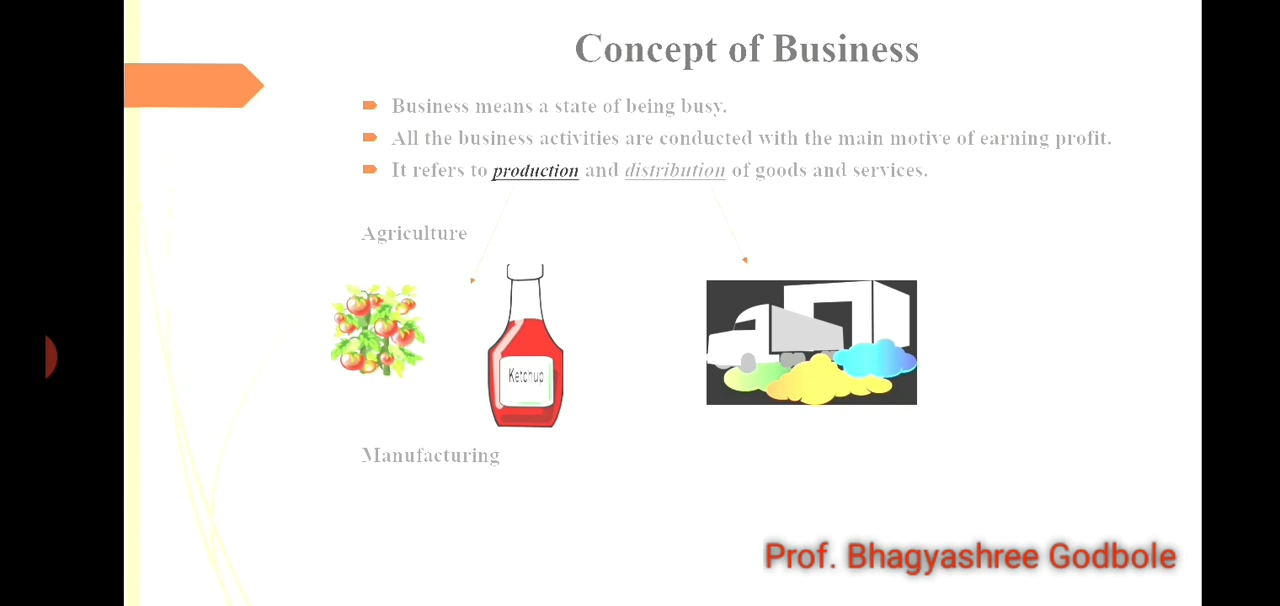 Concept of Business
Business means a state of being busy.
All the business activities are conducted with the main motive of earning profit.
It refers to production and distribution of goods and services.
Agriculture
Ketchup
Manufacturing
Prof. Bhagyashree Godbole